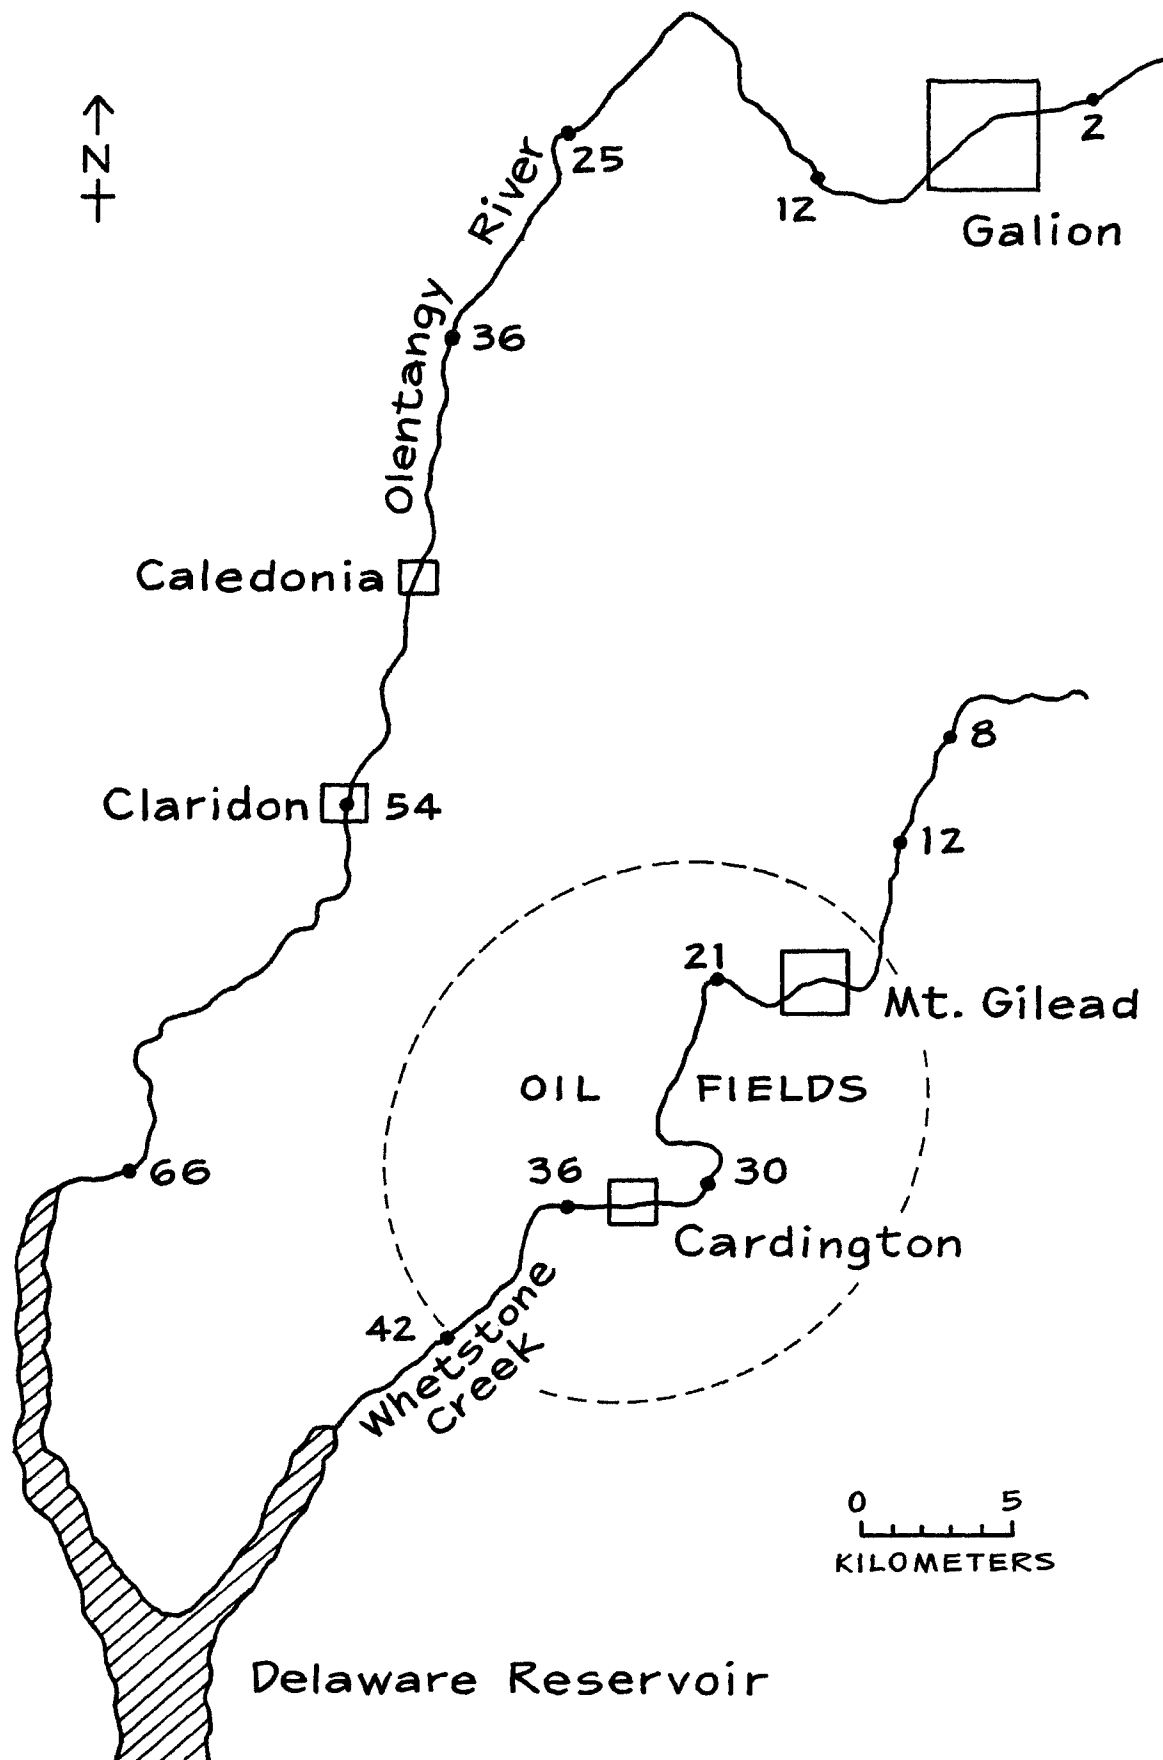 N
2
25
12
Galion
Olentangy River
36
Caledonia
8
Claridon
54
12
21
Mt. Gilead
OIL FIELDS
66
36
30
Cardington
42
Whetstone
Creek
0 5
KILOMETERS
Delaware Reservoir